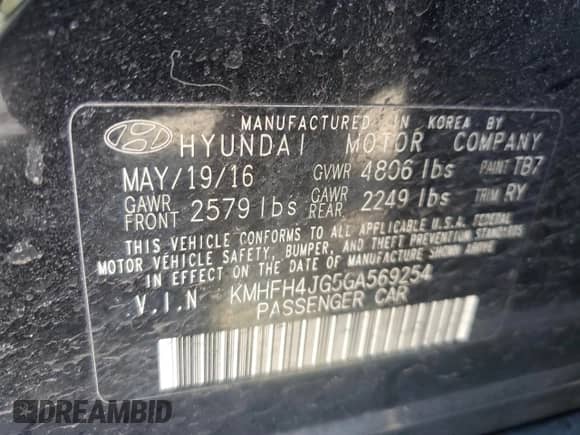 MANUFACTURED IN KOREA BY
HYUNDAI MOTOR COMPANY
MAY/19/16 GVWR 4806 lbs PAINT TB7
GAWR FRONT 2579 lbs GAWR REAR 2249 lbs TRIM RY
THIS VEHICLE CONFORMS TO ALL APPLICABLE U.S.A. FEDERAL
MOTOR VEHICLE SAFETY, BUMPER, AND THEFT PREVENTION STANDARDS
IN EFFECT ON THE DATE OF MANUFACTURE SHOWN ABOVE
V.I.N KMHFH4JG5GA569254
PASSENGER CAR
DREAMBID